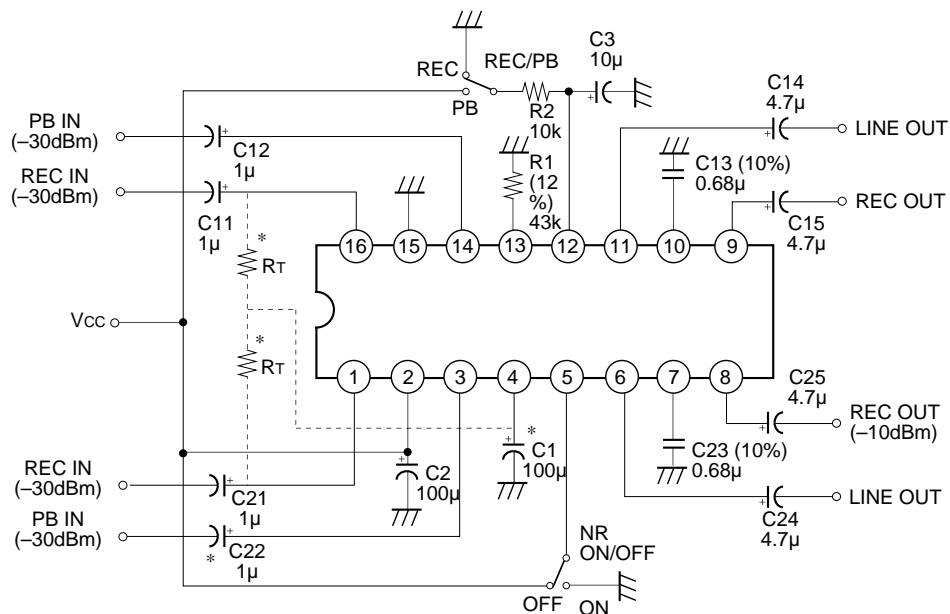 REC
REC/PB
PB
R2
10k
C3
10µ
C14
4.7µ
LINE OUT
PB IN
(–30dBm)
C12
1µ
REC IN
(–30dBm)
C11
1µ
R1
(12
%)
43k
C13 (10%)
0.68µ
C15
4.7µ
REC OUT
* RT
16 15 14 13 12 11 10 9
VCC
* RT
1 2 3 4 5 6 7 8
C25
4.7µ
REC OUT
(–10dBm)
REC IN
(–30dBm)
C21
1µ
C2
100µ
* C1
100µ
C23 (10%)
0.68µ
C24
4.7µ
LINE OUT
PB IN
(–30dBm)
* C22
1µ
NR
ON/OFF
OFF ON
+ + + + + + + + + + +